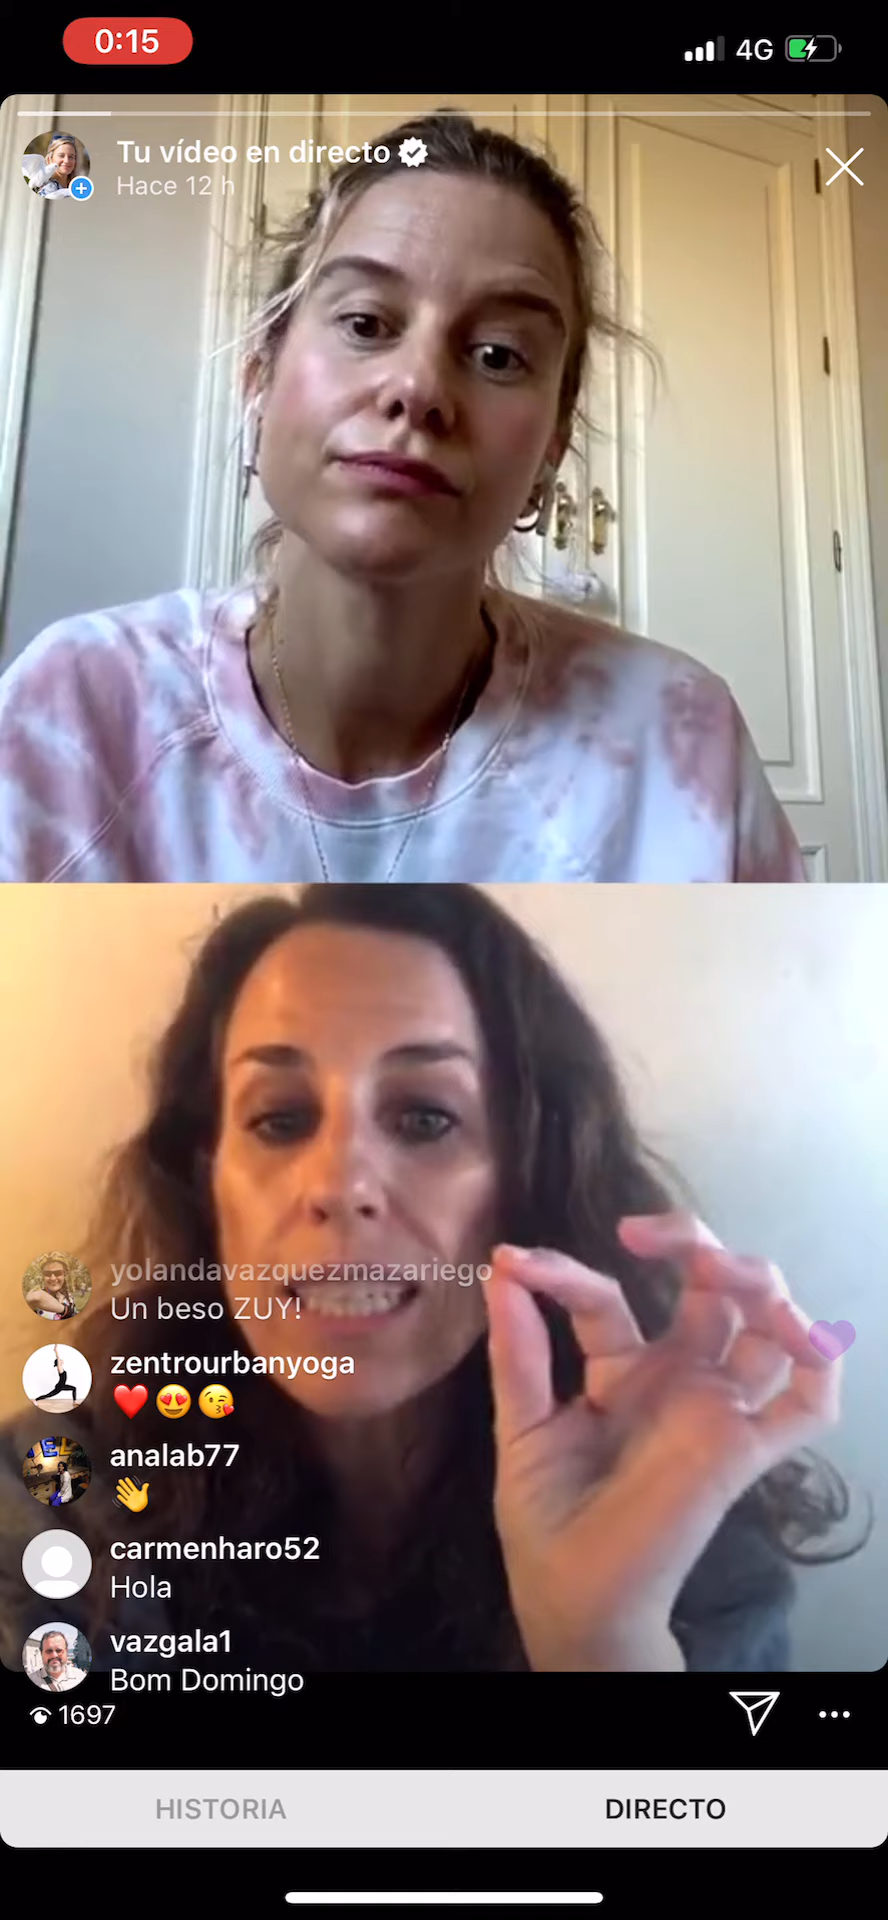 0:15
4G
Tu vídeo en directo
Hace 12 h
yolandavazquezmazariego
Un beso ZUY!
zentrourbanyoga
❤️😍😘
analab77
👋
carmenharo52
Hola
vazgala1
Bom Domingo
1697
HISTORIA
DIRECTO